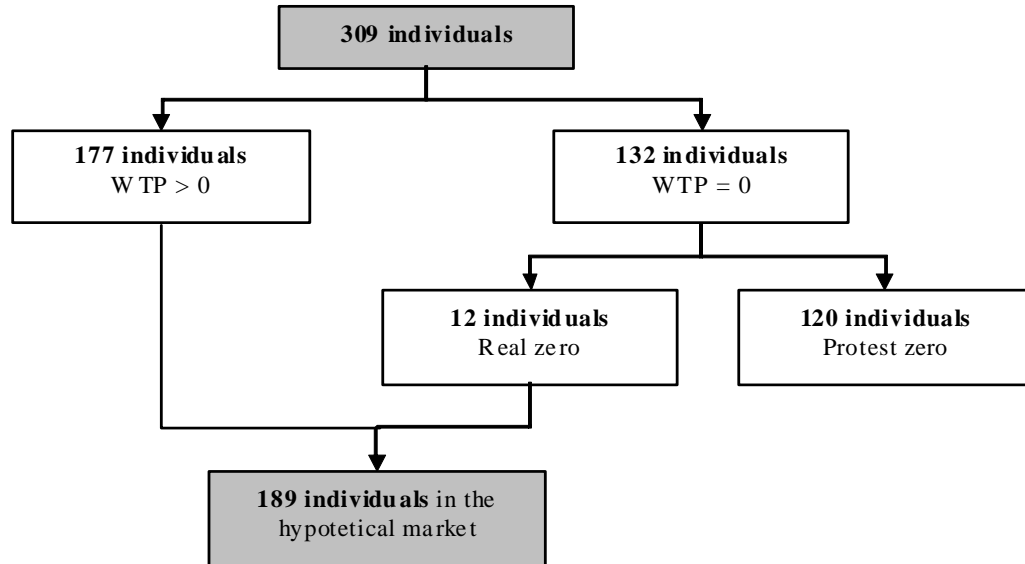 309 individuals
177 individuals
WTP > 0
132 individuals
WTP = 0
12 individuals
Real zero
120 individuals
Protest zero
189 individuals in the
hypotetical market